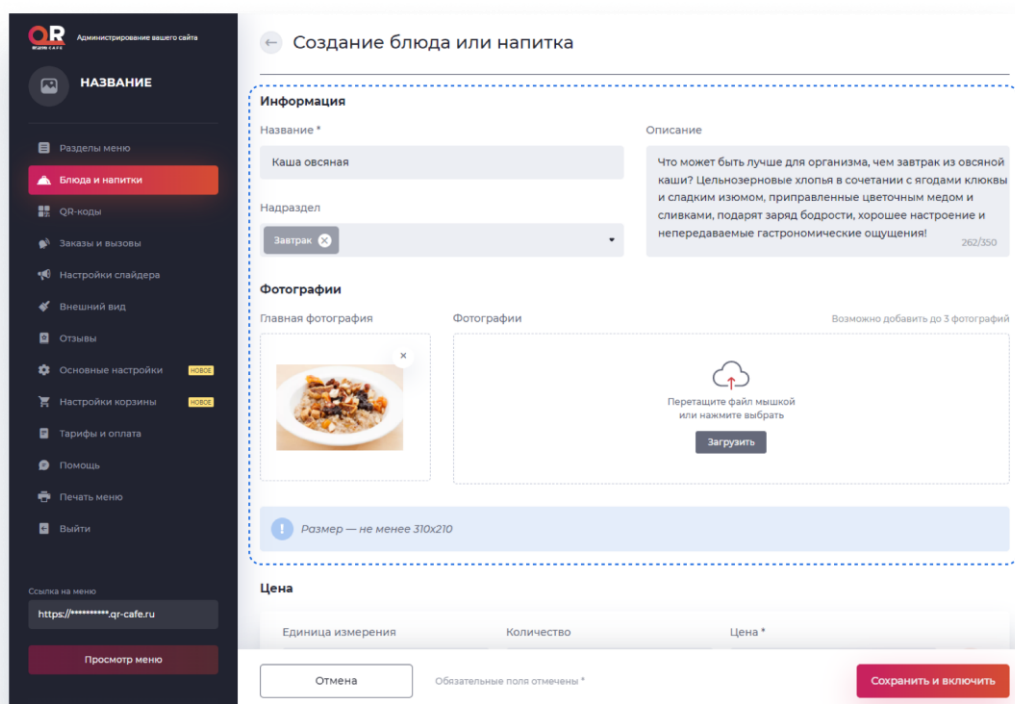 QR
Администрирование вашего сайта
НАЗВАНИЕ
Разделы меню
Блюда и напитки
QR-коды
Заказы и вызовы
Настройки слайдера
Внешний вид
Отзывы
Основные настройки НОВОЕ
Настройки корзины НОВОЕ
Тарифы и оплата
Помощь
Печать меню
Выйти
Ссылка на меню
https://**********.qr-cafe.ru
Просмотр меню
Создание блюда или напитка
Информация
Название *
Каша овсяная
Надраздел
Завтрак
Описание
Что может быть лучше для организма, чем завтрак из овсяной
каши? Цельнозерновые хлопья в сочетании с ягодами клюквы
и сладким изюмом, приправленные цветочным медом и
сливками, подарят заряд бодрости, хорошее настроение и
непередаваемые гастрономические ощущения!
262/350
Фотографии
Главная фотография
Фотографии
Возможно добавить до 3 фотографий
Перетащите файл мышкой
или нажмите выбрать
Загрузить
Размер — не менее 310x210
Цена
Единица измерения
Количество
Цена *
Отмена
Обязательные поля отмечены *
Сохранить и включить